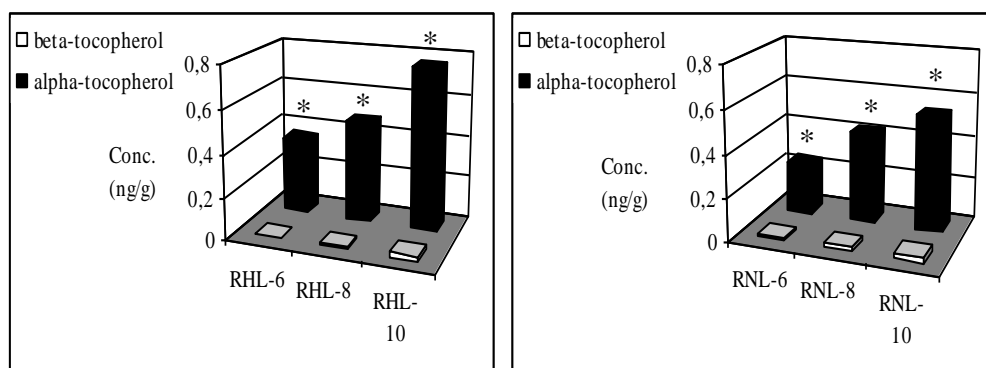 beta-tocopherol
alpha-tocopherol
Conc.
(ng/g)
0,8
0,6
0,4
0,2
0
*
*
*
RHL-6
RHL-8
RHL-
10
beta-tocopherol
alpha-tocopherol
Conc.
(ng/g)
0,8
0,6
0,4
0,2
0
*
*
*
RNL-6
RNL-8
RNL-
10